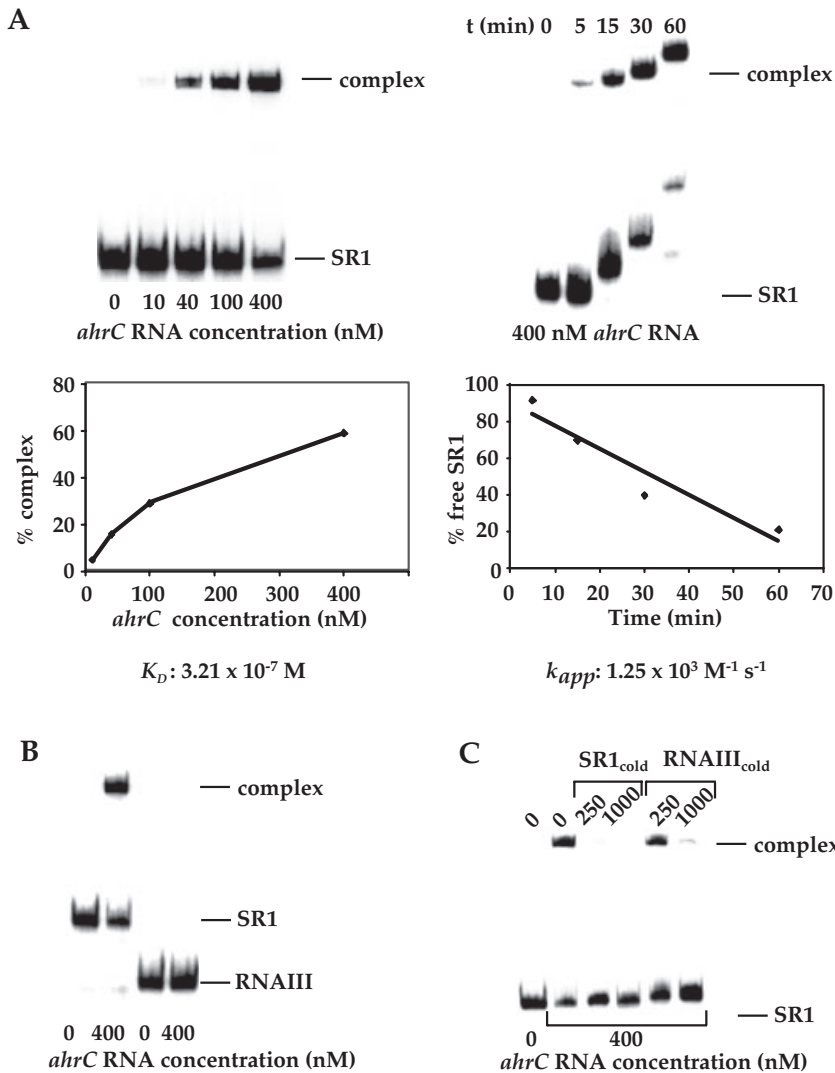 A
complex
SR1
0 10 40 100 400
ahrC RNA concentration (nM)
t (min) 0 5 15 30 60
complex
SR1
400 nM ahrC RNA
80
60
40
20
0
% complex
0 100 200 300 400
ahrC concentration (nM)
K_D: 3.21 x 10⁻⁷ M
100
80
60
40
20
0
% free SR1
0 10 20 30 40 50 60 70
Time (min)
k_app: 1.25 x 10³ M⁻¹ s⁻¹
B
complex
SR1
RNAIII
0 400 0 400
ahrC RNA concentration (nM)
C
SR1cold RNAIIIcold
0 0 250 1000 250 1000
complex
SR1
0 400
ahrC RNA concentration (nM)